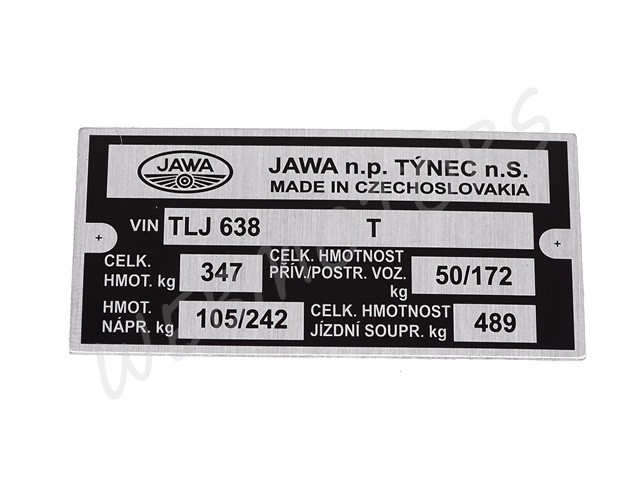 JAWA
JAWA n.p. TÝNEC n.S.
MADE IN CZECHOSLOVAKIA
VIN TLJ 638 T
CELK. HMOT. kg 347
CELK. HMOTNOST PŘÍV./POSTR. VOZ. kg 50/172
HMOT. NÁPR. kg 105/242
CELK. HMOTNOST JÍZDNÍ SOUPR. kg 489